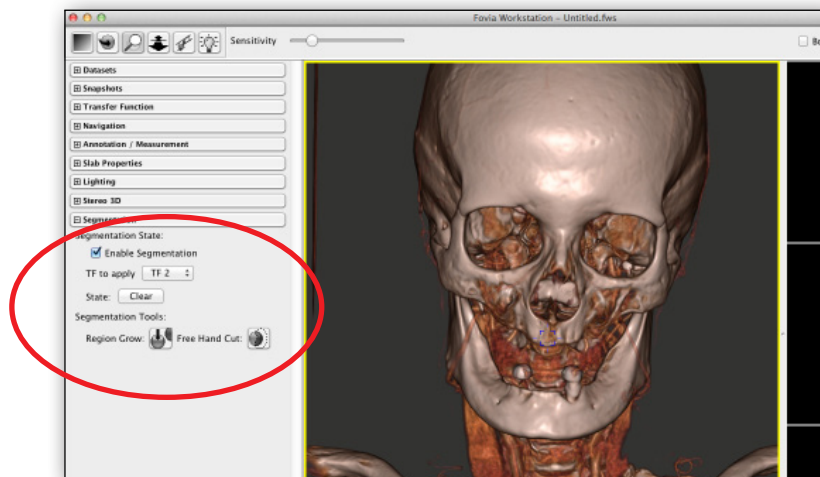 Fovia Workstation - Untitled.fws
Sensitivity
Datasets
Snapshots
Transfer Function
Navigation
Annotation / Measurement
Slab Properties
Lighting
Stereo 3D
Segmentation
Segmentation State:
Enable Segmentation
TF to apply TF 2
State: Clear
Segmentation Tools:
Region Grow: Free Hand Cut: